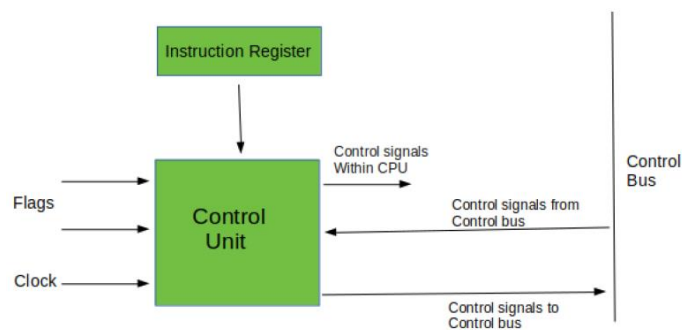 Instruction Register
Control signals
Within CPU
Control
Bus
Flags
Control
Unit
Control signals from
Control bus
Clock
Control signals to
Control bus